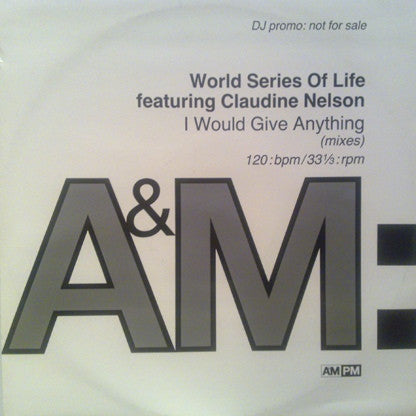 DJ promo: not for sale
World Series Of Life
featuring Claudine Nelson
I Would Give Anything
(mixes)
120:bpm/33⅓:rpm
A&M:
AM PM